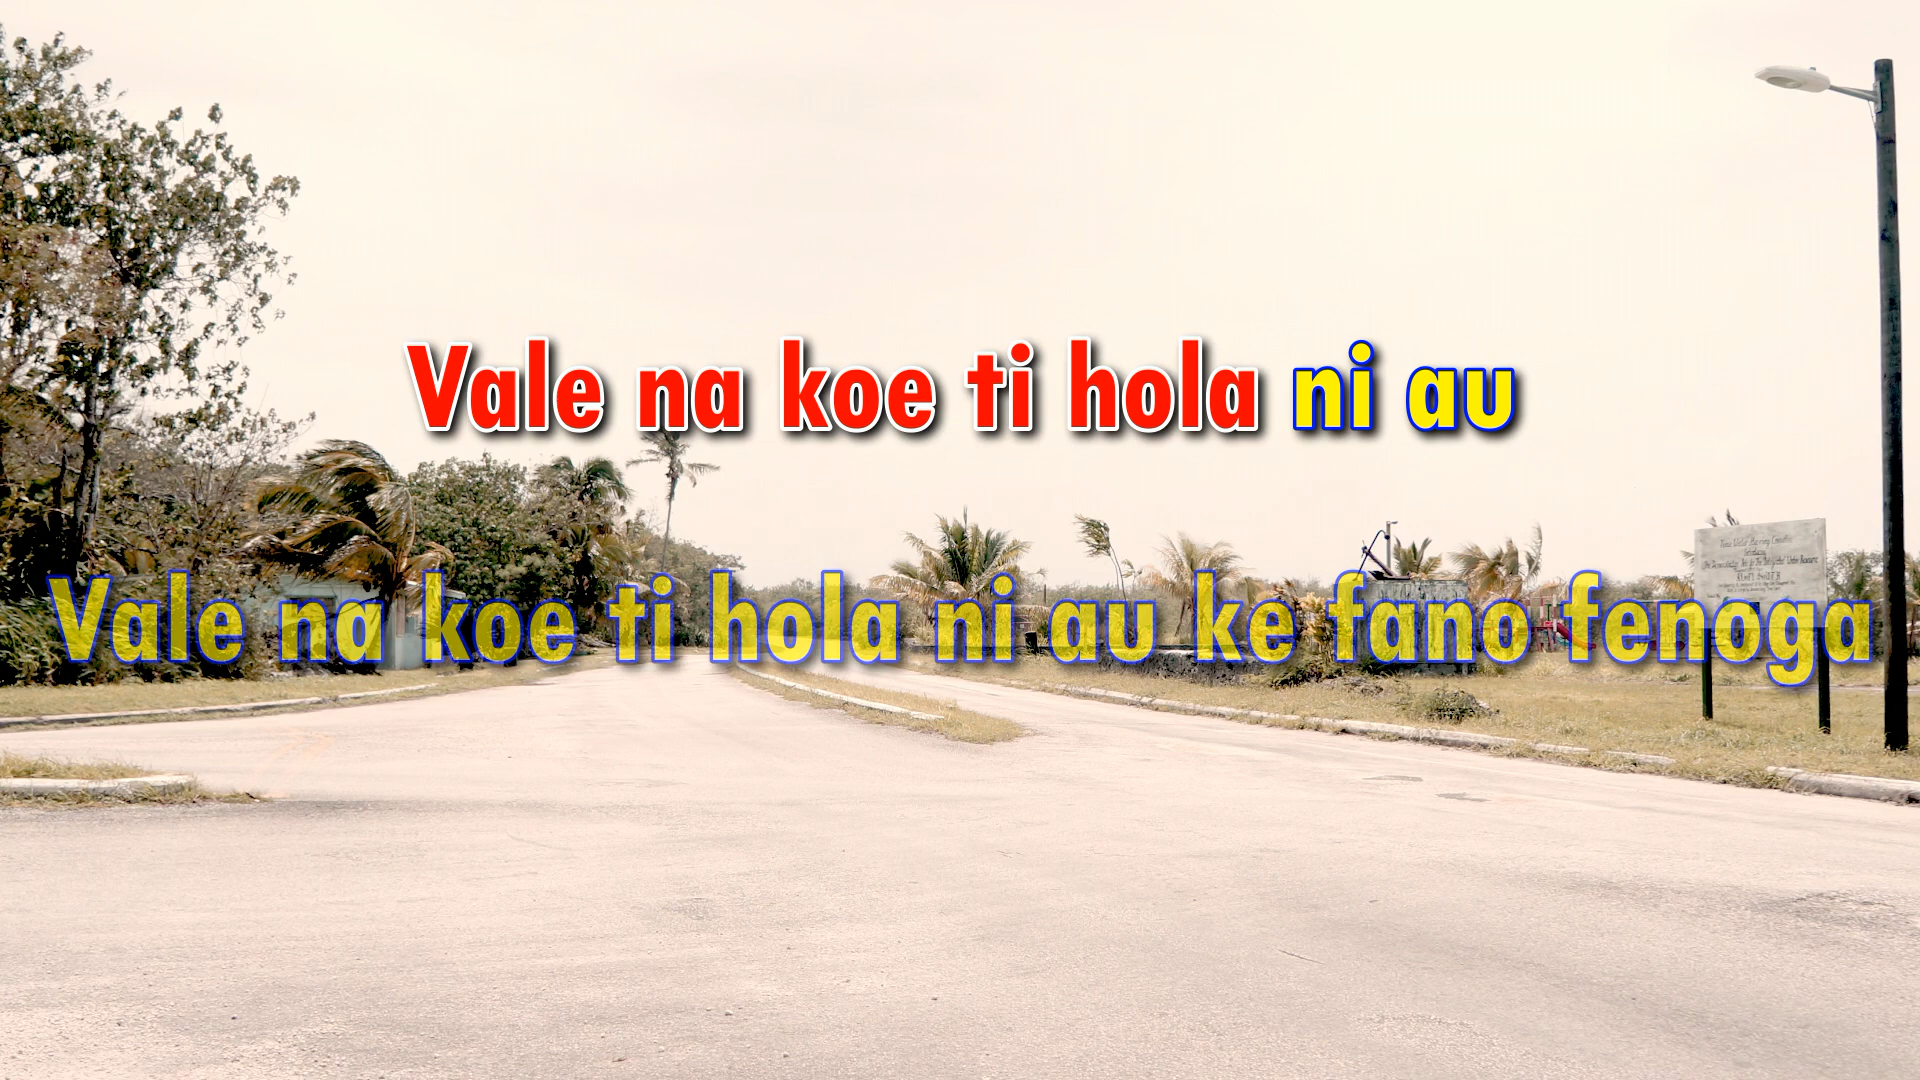 Vale na koe ti hola ni au
Vale na koe ti hola ni au ke fano fenoga